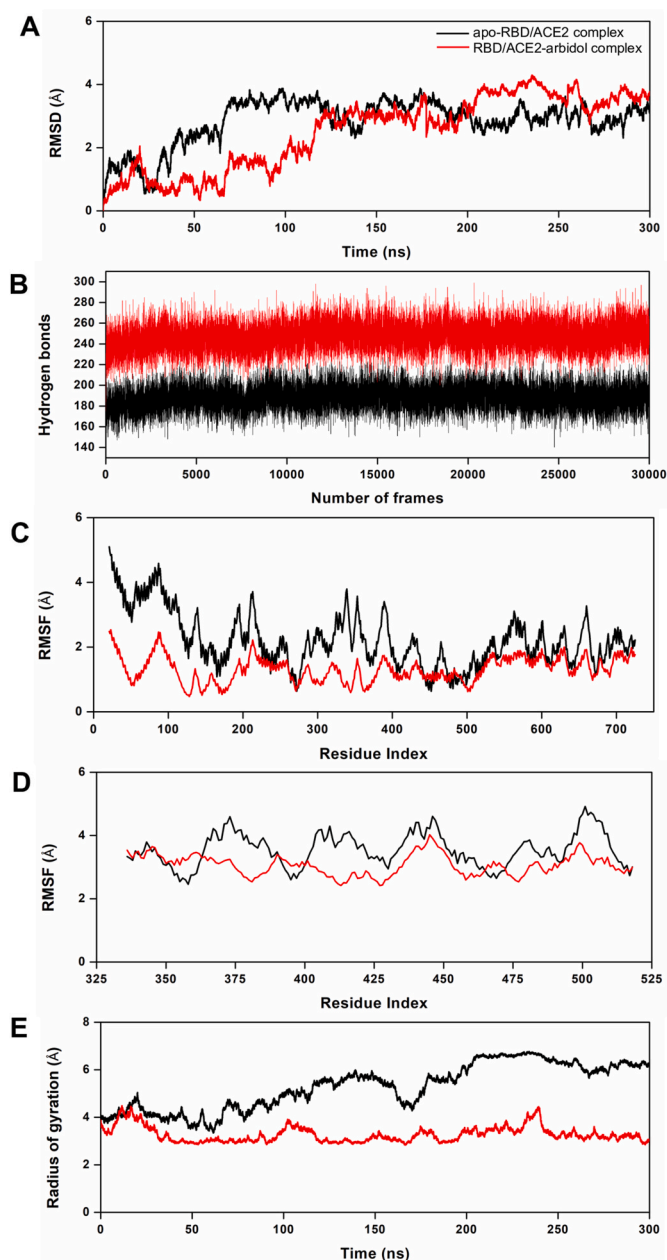 A
apo-RBD/ACE2 complex
RBD/ACE2-arbidol complex
6
4
2
0
RMSD (Å)
0 50 100 150 200 250 300
Time (ns)
B
300
280
260
240
220
200
180
160
140
Hydrogen bonds
0 5000 10000 15000 20000 25000 30000
Number of frames
C
6
4
2
0
RMSF (Å)
0 100 200 300 400 500 600 700
Residue Index
D
6
4
2
0
RMSF (Å)
325 350 375 400 425 450 475 500 525
Residue Index
E
8
6
4
2
0
Radius of gyration (Å)
0 50 100 150 200 250 300
Time (ns)